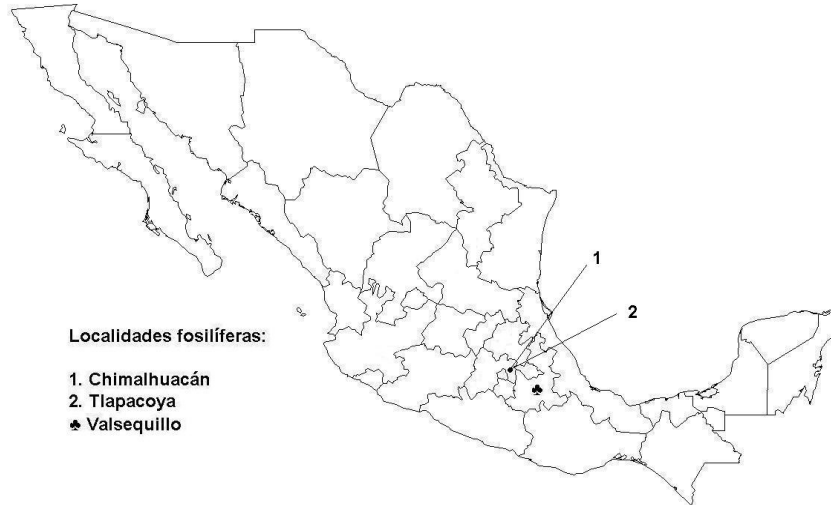 1
2
Localidades fosilíferas:
1. Chimalhuacán
2. Tlapacoya
♣ Valsequillo